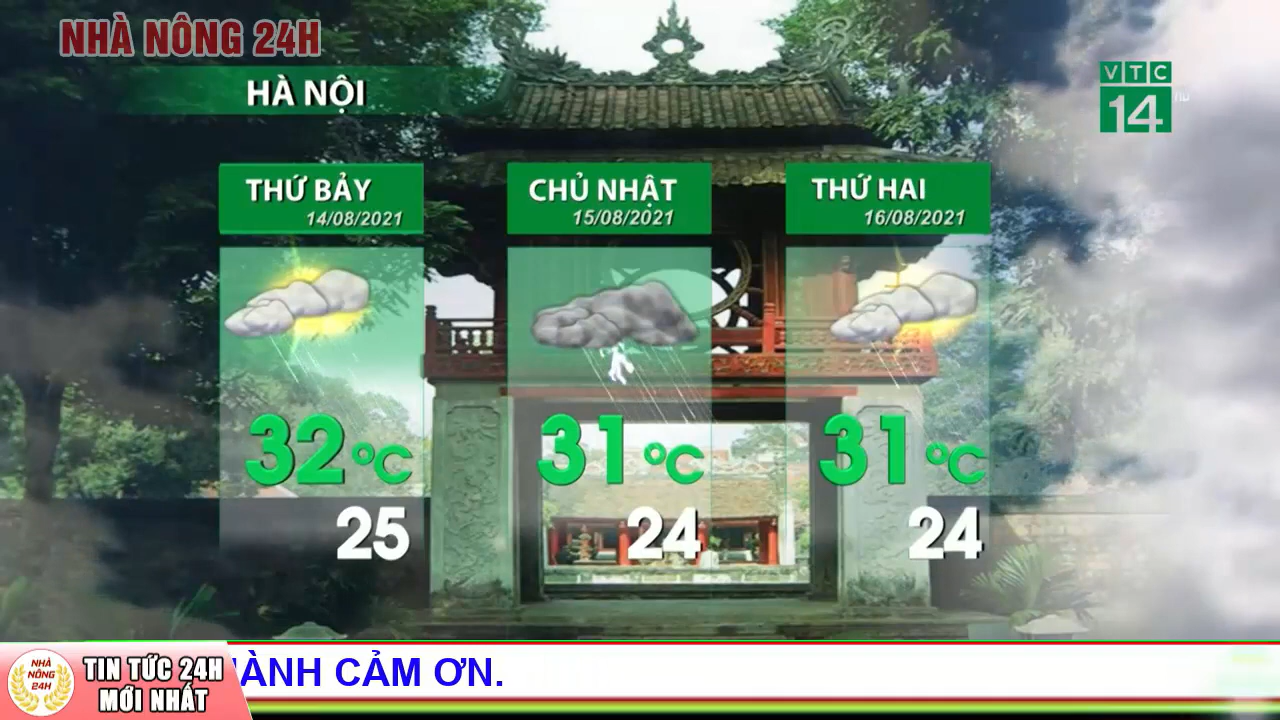 NHÀ NÔNG 24H
HÀ NỘI
VTC
14
HD
THỨ BẢY
14/08/2021
CHỦ NHẬT
15/08/2021
THỨ HAI
16/08/2021
32°C
31°C
31°C
25
24
24
NHÀ
NÔNG
24H
TIN TỨC 24H
MỚI NHẤT
ÀNH CẢM ƠN.